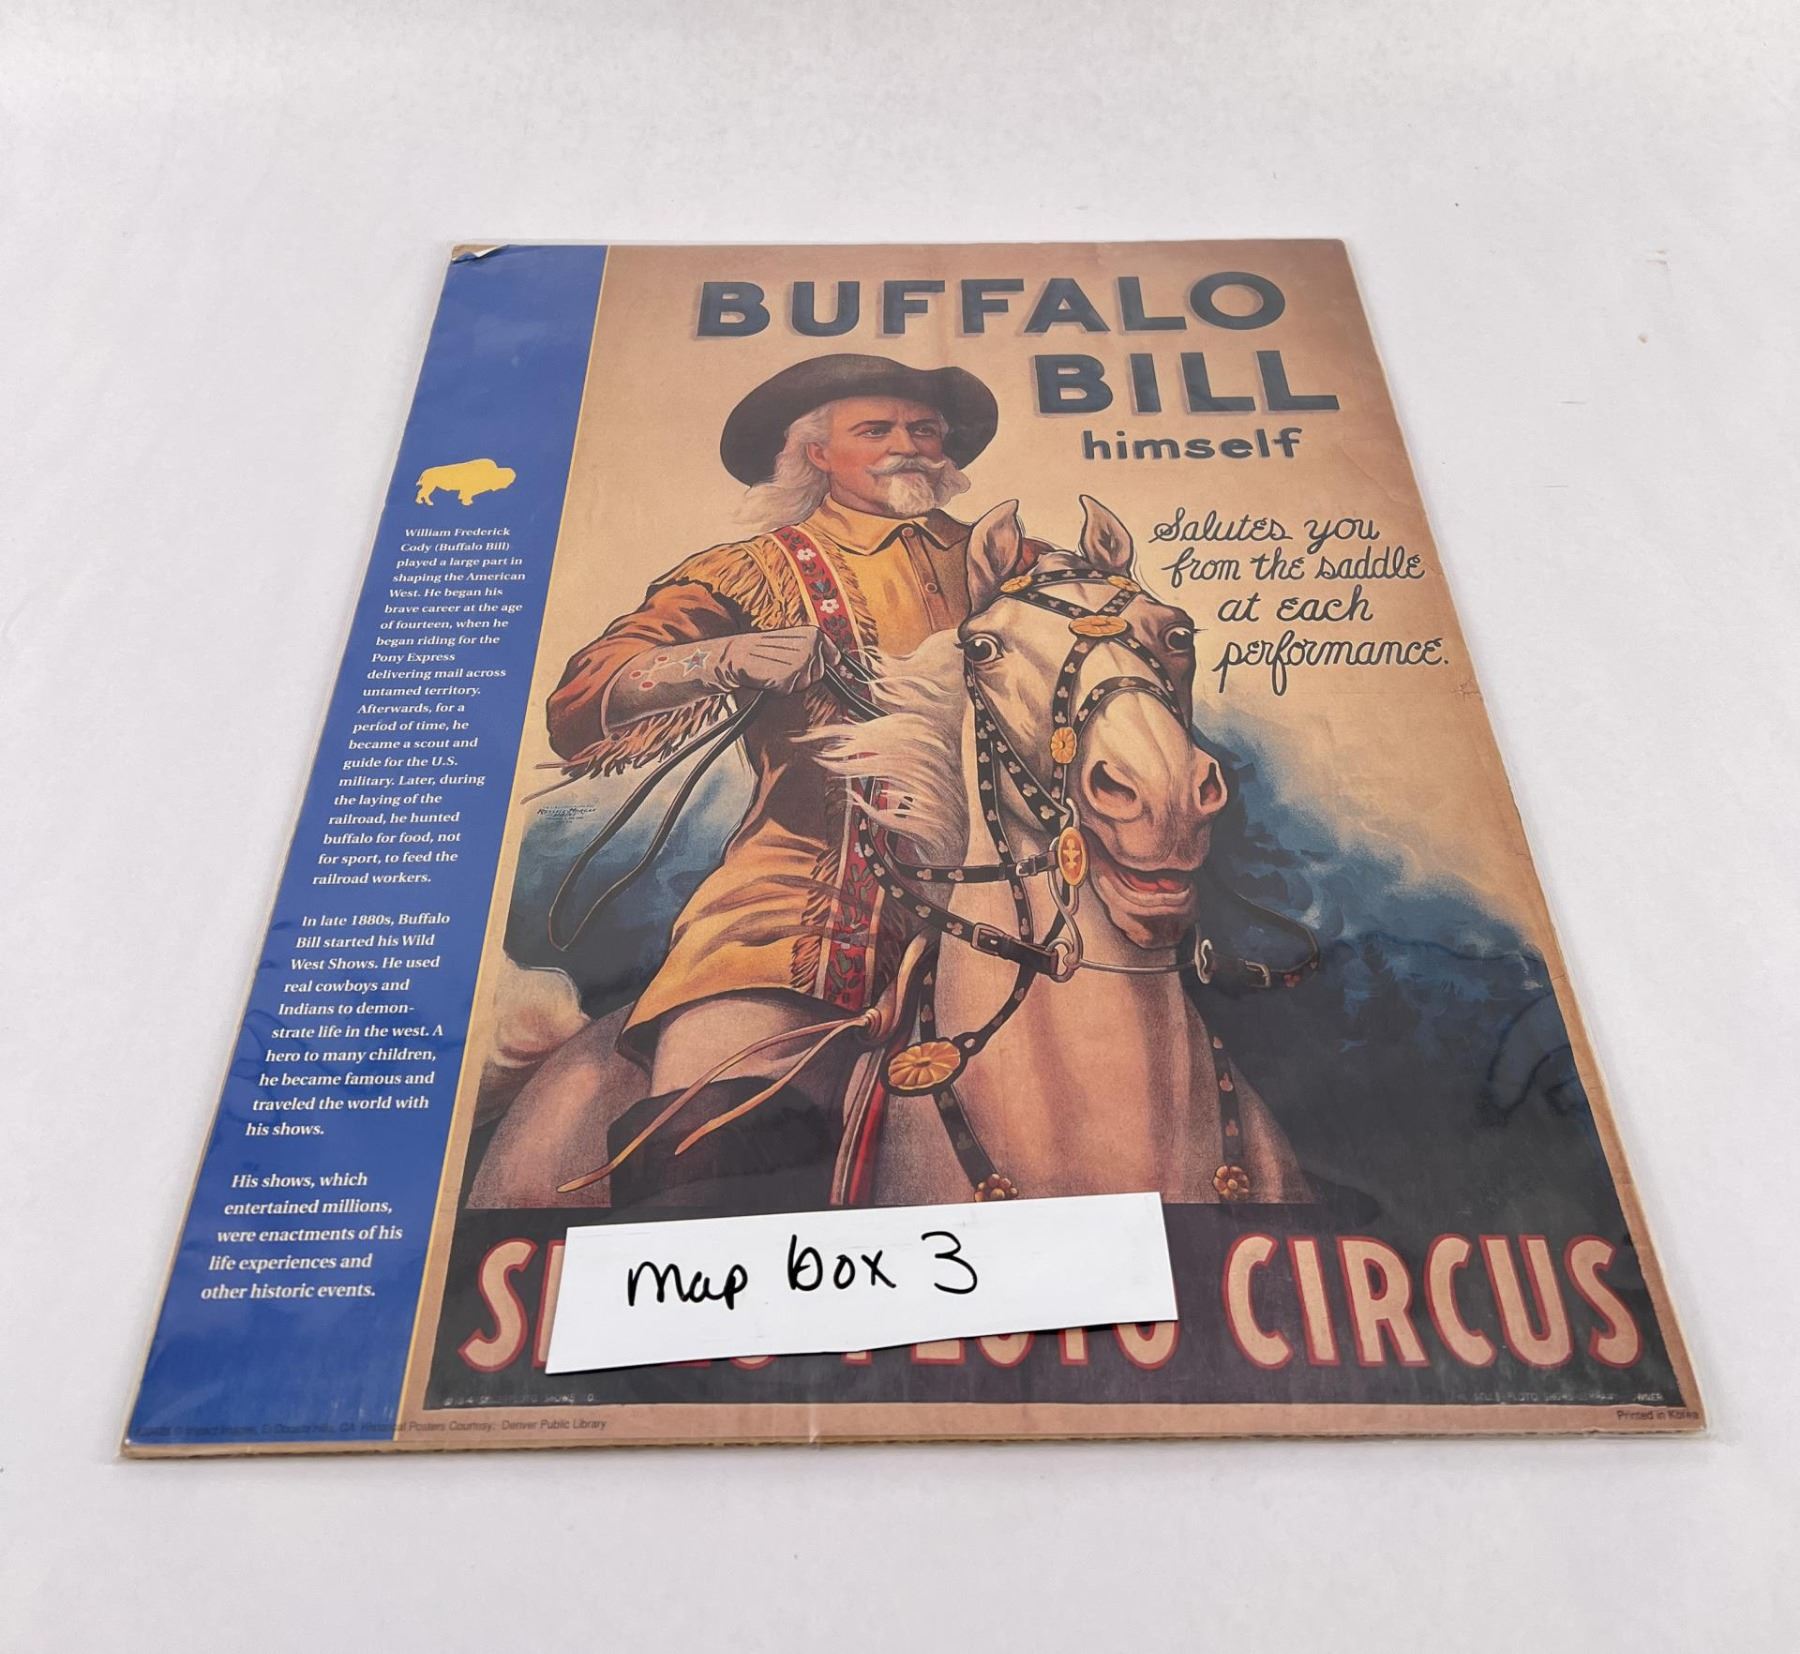 BUFFALO
BILL
himself
Salutes you
from the saddle
at each
performance.
William Frederick
Cody (Buffalo Bill)
played a large part in
shaping the American
West. He began his
brave career at the age
of fourteen, when he
began riding for the
Pony Express
delivering mail across
untamed territory.
Afterwards, for a
period of time, he
became a scout and
guide for the U.S.
military. Later, during
the laying of the
railroad, he hunted
buffalo for food, not
for sport, to feed the
railroad workers.
In late 1880s, Buffalo
Bill started his Wild
West Shows. He used
real cowboys and
Indians to demon-
strate life in the west. A
hero to many children,
he became famous and
traveled the world with
his shows.
His shows, which
entertained millions,
were enactments of his
life experiences and
other historic events.
map box 3
CIRCUS
Historical Posters Courtesy: Denver Public Library
Printed in Korea